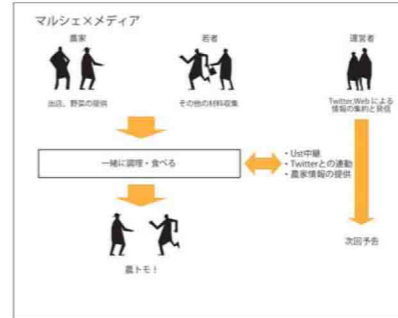 マルシェ×メディア
農家
若者
運営者
出店、野菜の提供
その他の材料収集
Twitter,Webによる
情報の集約と発信
一緒に調理・食べる
・Ust中継
・Twitterとの連動
・農家情報の提供
農トモ！
次回予告